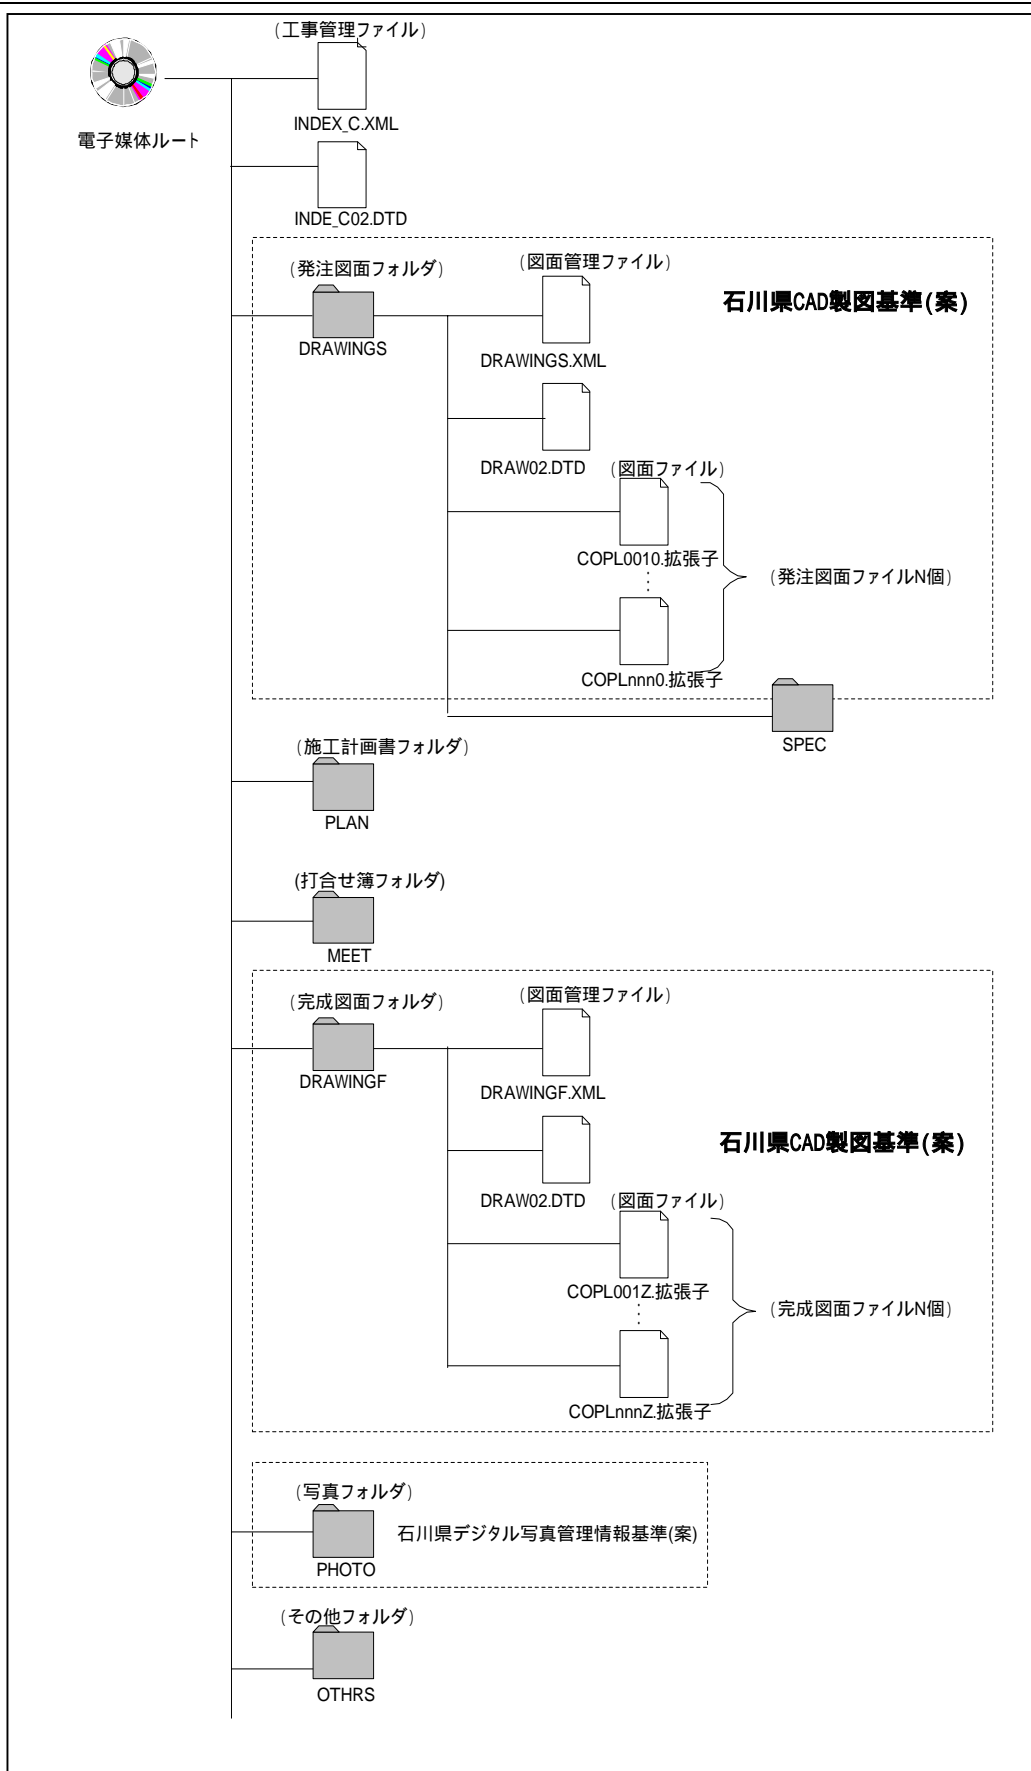 (工事管理ファイル)
INDEX_C.XML
電子媒体ルート
INDE_C02.DTD
(発注図面フォルダ)
(図面管理ファイル)
石川県CAD製図基準(案)
DRAWINGS
DRAWINGS.XML
DRAW02.DTD
(図面ファイル)
COPL0010.拡張子
(発注図面ファイルN個)
COPLnnn0.拡張子
SPEC
(施工計画書フォルダ)
PLAN
(打合せ簿フォルダ)
MEET
(完成図面フォルダ)
(図面管理ファイル)
DRAWINGF
DRAWINGF.XML
石川県CAD製図基準(案)
DRAW02.DTD
(図面ファイル)
COPL001Z.拡張子
(完成図面ファイルN個)
COPLnnnZ.拡張子
(写真フォルダ)
石川県デジタル写真管理情報基準(案)
PHOTO
(その他フォルダ)
OTHRS